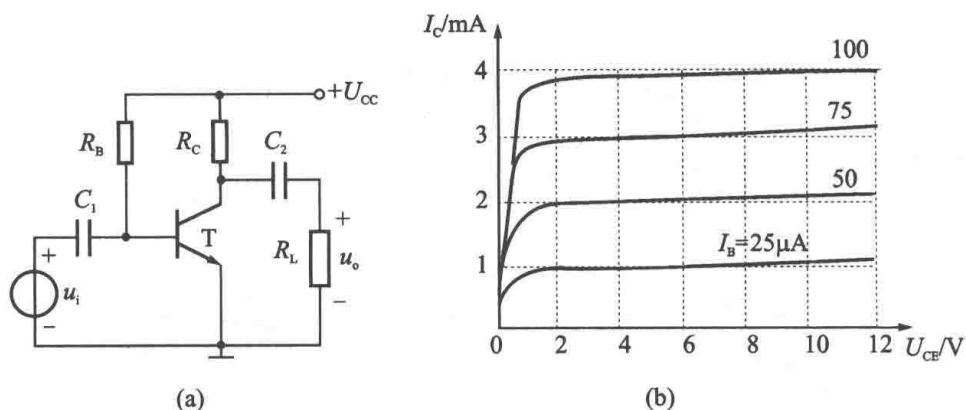 +U_CC
R_B
R_C
C_2
C_1
T
+
R_L
u_o
−
+
u_i
−
(a)
I_C/mA
4
3
2
1
0
100
75
50
I_B=25μA
2
4
6
8
10
12
U_CE/V
(b)